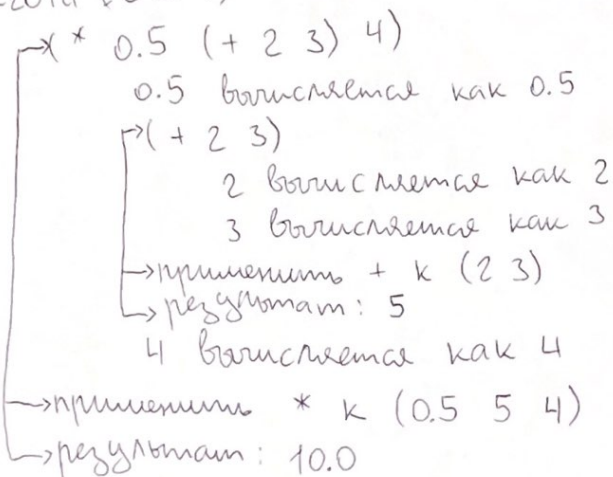 (* 0.5 (+ 2 3) 4)
0.5 вычисляется как 0.5
(+ 2 3)
2 вычисляется как 2
3 вычисляется как 3
применить + к (2 3)
результат: 5
4 вычисляется как 4
применить * к (0.5 5 4)
результат: 10.0